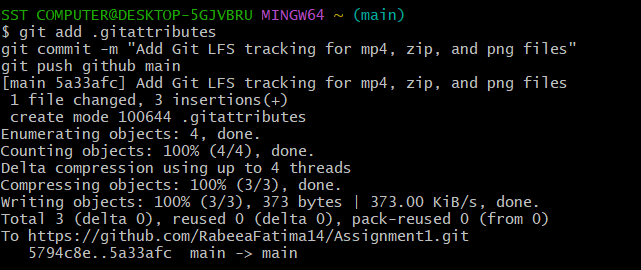 SST COMPUTER@DESKTOP-5GJVBRU MINGW64 ~ (main)
$ git add .gitattributes
git commit -m "Add Git LFS tracking for mp4, zip, and png files"
git push github main
[main 5a33afc] Add Git LFS tracking for mp4, zip, and png files
 1 file changed, 3 insertions(+)
 create mode 100644 .gitattributes
Enumerating objects: 4, done.
Counting objects: 100% (4/4), done.
Delta compression using up to 4 threads
Compressing objects: 100% (3/3), done.
Writing objects: 100% (3/3), 373 bytes | 373.00 KiB/s, done.
Total 3 (delta 0), reused 0 (delta 0), pack-reused 0 (from 0)
To https://github.com/RabeeaFatima14/Assignment1.git
   5794c8e..5a33afc  main -> main